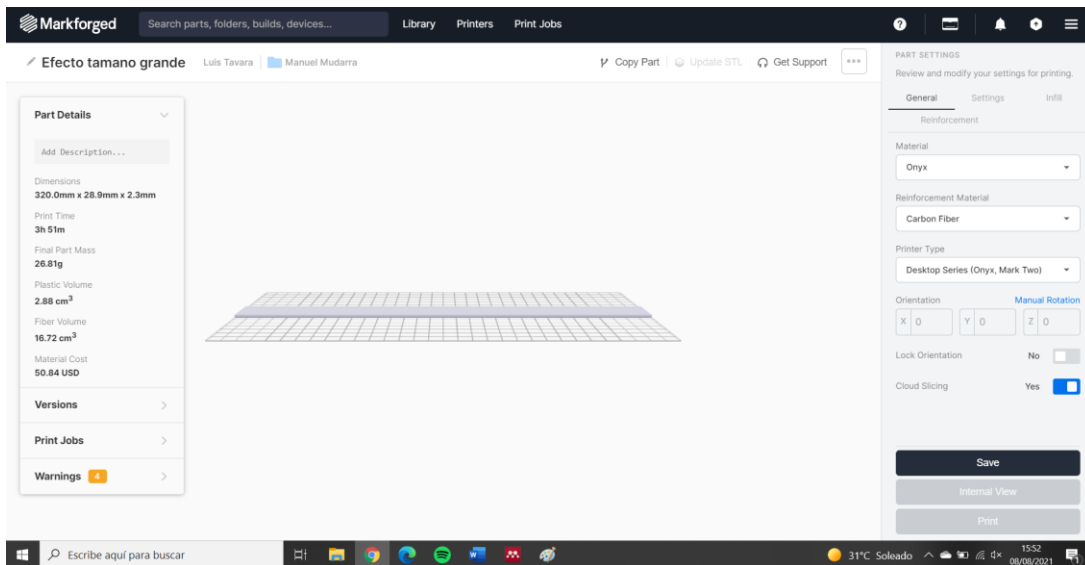 Markforged
Search parts, folders, builds, devices...
Library
Printers
Print Jobs
Efecto tamano grande
Luis Tavara
Manuel Mudarra
Copy Part
Update STL
Get Support
Part Details
Add Description...
Dimensions
320.0mm x 28.9mm x 2.3mm
Print Time
3h 51m
Final Part Mass
26.81g
Plastic Volume
2.88 cm³
Fiber Volume
16.72 cm³
Material Cost
50.84 USD
Versions
Print Jobs
Warnings 4
PART SETTINGS
Review and modify your settings for printing.
General Settings Infill
Reinforcement
Material
Onyx
Reinforcement Material
Carbon Fiber
Printer Type
Desktop Series (Onyx, Mark Two)
Orientation Manual Rotation
X 0 Y 0 Z 0
Lock Orientation No
Cloud Slicing Yes
Save
Internal View
Print
Escribe aquí para buscar
31°C Soleado
15:52
08/08/2021